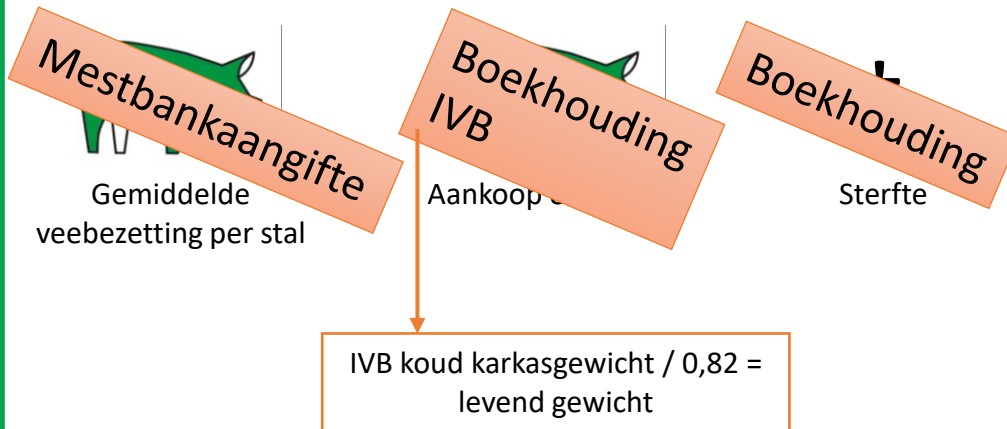 Mestbankaangifte
Gemiddelde
veebezetting per stal
Boekhouding
IVB
Aankoop
Boekhouding
Sterfte
IVB koud karkasgewicht / 0,82 =
levend gewicht